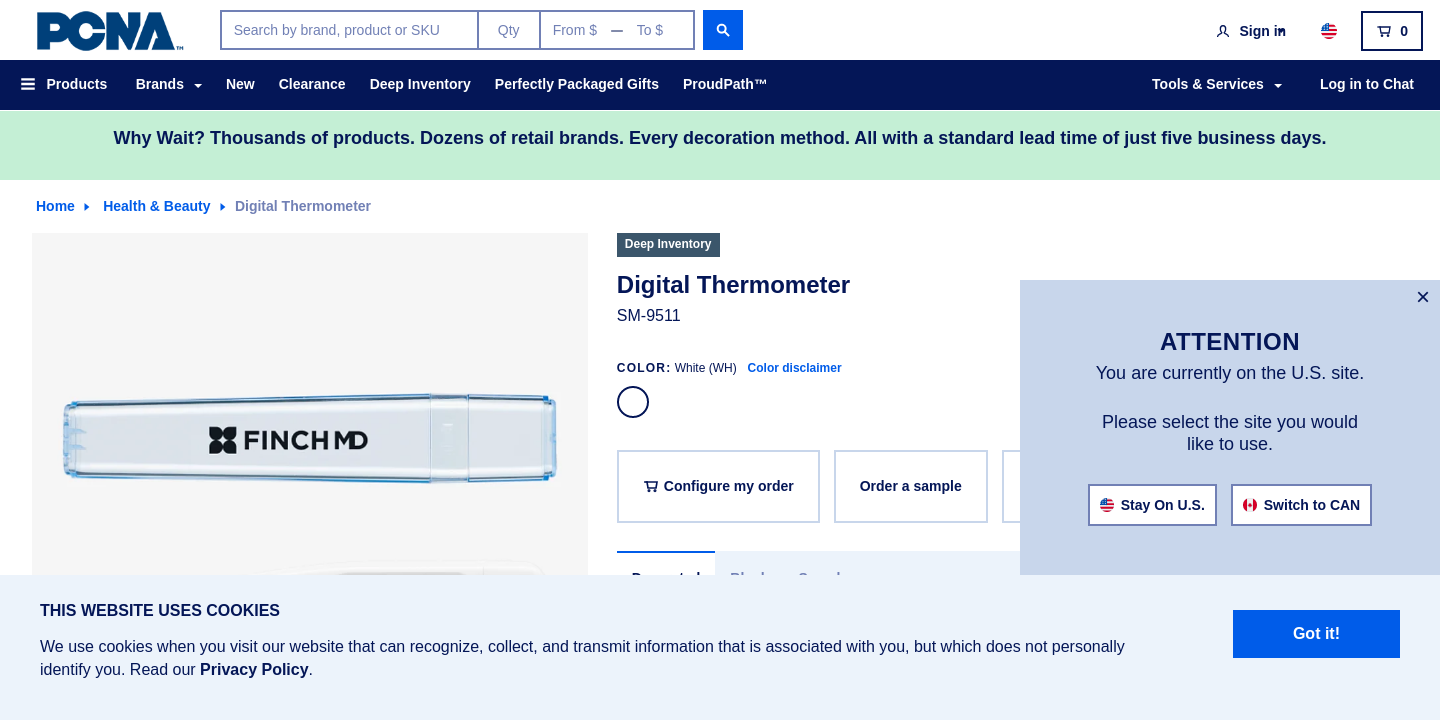 PCNA™
Search by brand, product or SKU
Qty
From $ — To $
Sign in
0
Products
Brands
New
Clearance
Deep Inventory
Perfectly Packaged Gifts
ProudPath™
Tools & Services
Log in to Chat
Why Wait? Thousands of products. Dozens of retail brands. Every decoration method. All with a standard lead time of just five business days.
Home
Health & Beauty
Digital Thermometer
FINCH MD
Deep Inventory
Digital Thermometer
SM-9511
COLOR: White (WH) Color disclaimer
Configure my order
Order a sample
ATTENTION
You are currently on the U.S. site.
Please select the site you would
like to use.
Stay On U.S.
Switch to CAN
THIS WEBSITE USES COOKIES
We use cookies when you visit our website that can recognize, collect, and transmit information that is associated with you, but which does not personally
identify you. Read our Privacy Policy.
Got it!